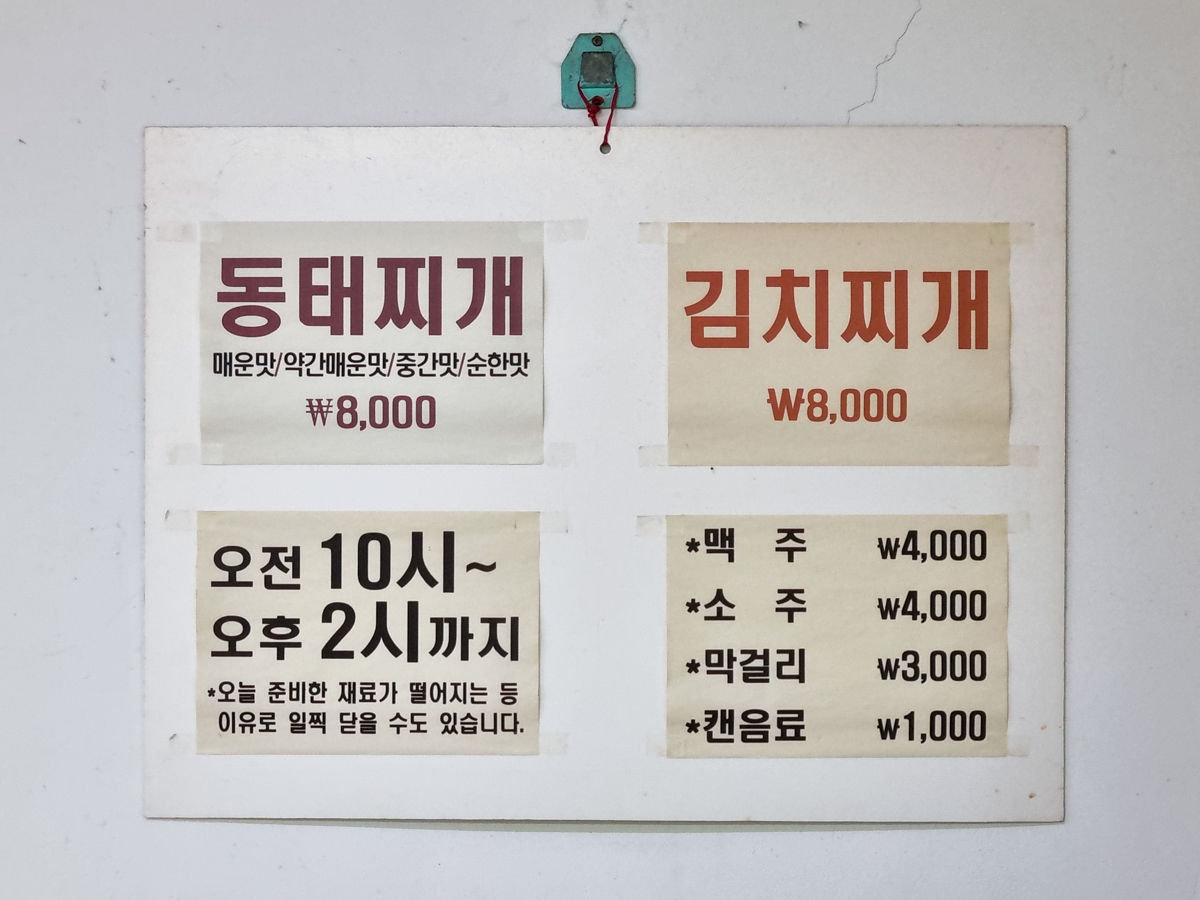 동태찌개
매운맛/약간매운맛/중간맛/순한맛
₩8,000
김치찌개
₩8,000
오전 10시~
오후 2시까지
*오늘 준비한 재료가 떨어지는 등
이유로 일찍 닫을 수도 있습니다.
*맥 주 ₩4,000
*소 주 ₩4,000
*막걸리 ₩3,000
*캔음료 ₩1,000